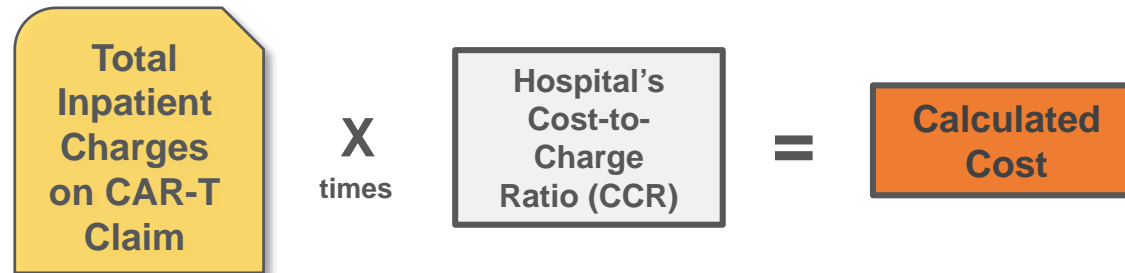 Total
Inpatient
Charges
on CAR-T
Claim
X
times
Hospital's
Cost-to-
Charge
Ratio (CCR)
=
Calculated
Cost